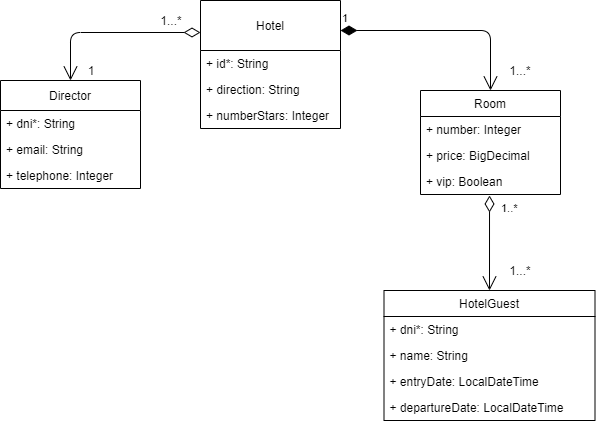 Hotel
+ id*: String
+ direction: String
+ numberStars: Integer
1...*
1
Director
+ dni*: String
+ email: String
+ telephone: Integer
1
1...*
Room
+ number: Integer
+ price: BigDecimal
+ vip: Boolean
1..*
1...*
HotelGuest
+ dni*: String
+ name: String
+ entryDate: LocalDateTime
+ departureDate: LocalDateTime